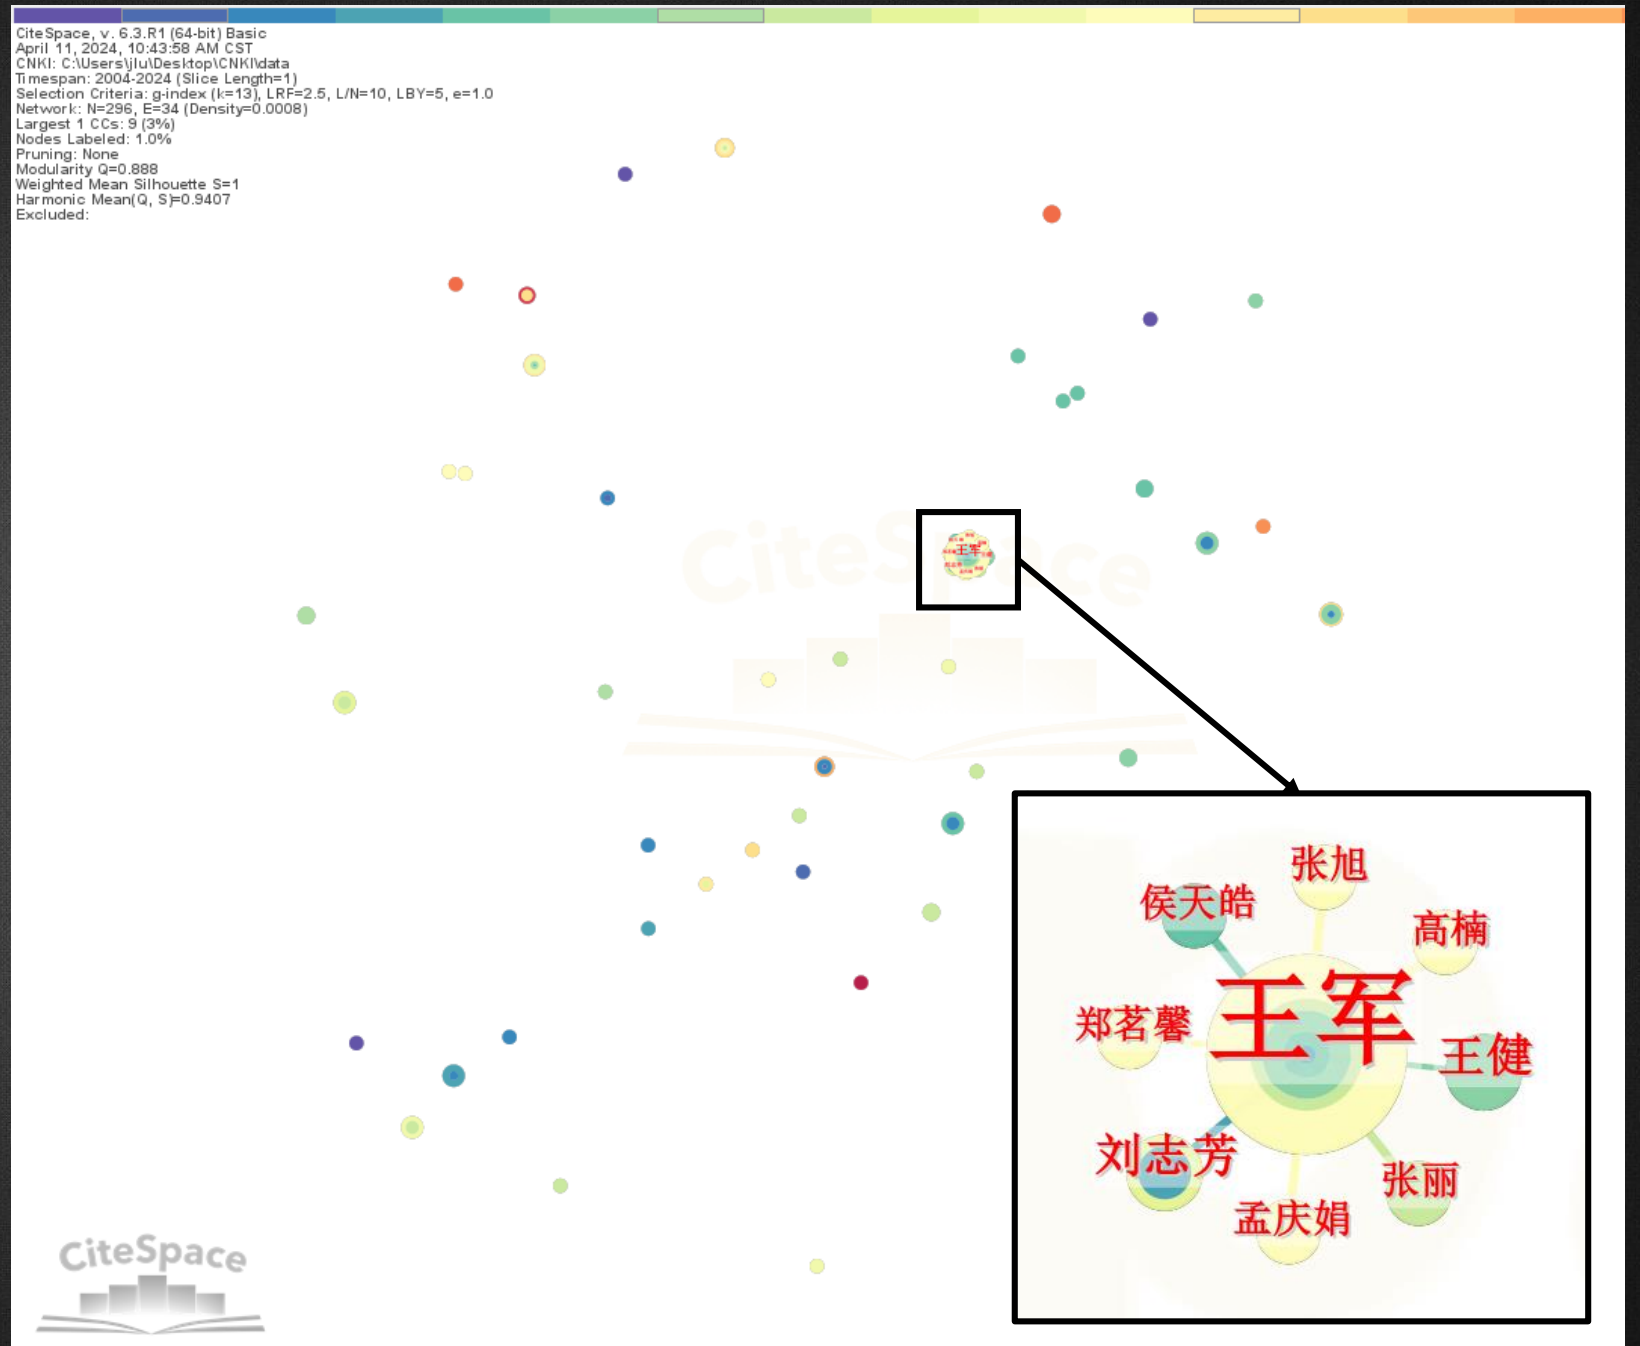 CiteSpace, v. 6.3.R1 (64-bit) Basic
April 11, 2024, 10:43:58 AM CST
CNKI: C:\Users\jlu\Desktop\CNKI\data
Timespan: 2004-2024 (Slice Length=1)
Selection Criteria: g-index (k=13), LRF=2.5, L/N=10, LBY=5, e=1.0
Network: N=296, E=34 (Density=0.0008)
Largest 1 CCs: 9 (3%)
Nodes Labeled: 1.0%
Pruning: None
Modularity Q=0.888
Weighted Mean Silhouette S=1
Harmonic Mean(Q, S)=0.9407
Excluded:
CiteSpace
王军
张旭
侯天皓
高楠
王军
郑茗馨
王健
刘志芳
张丽
孟庆娟
CiteSpace